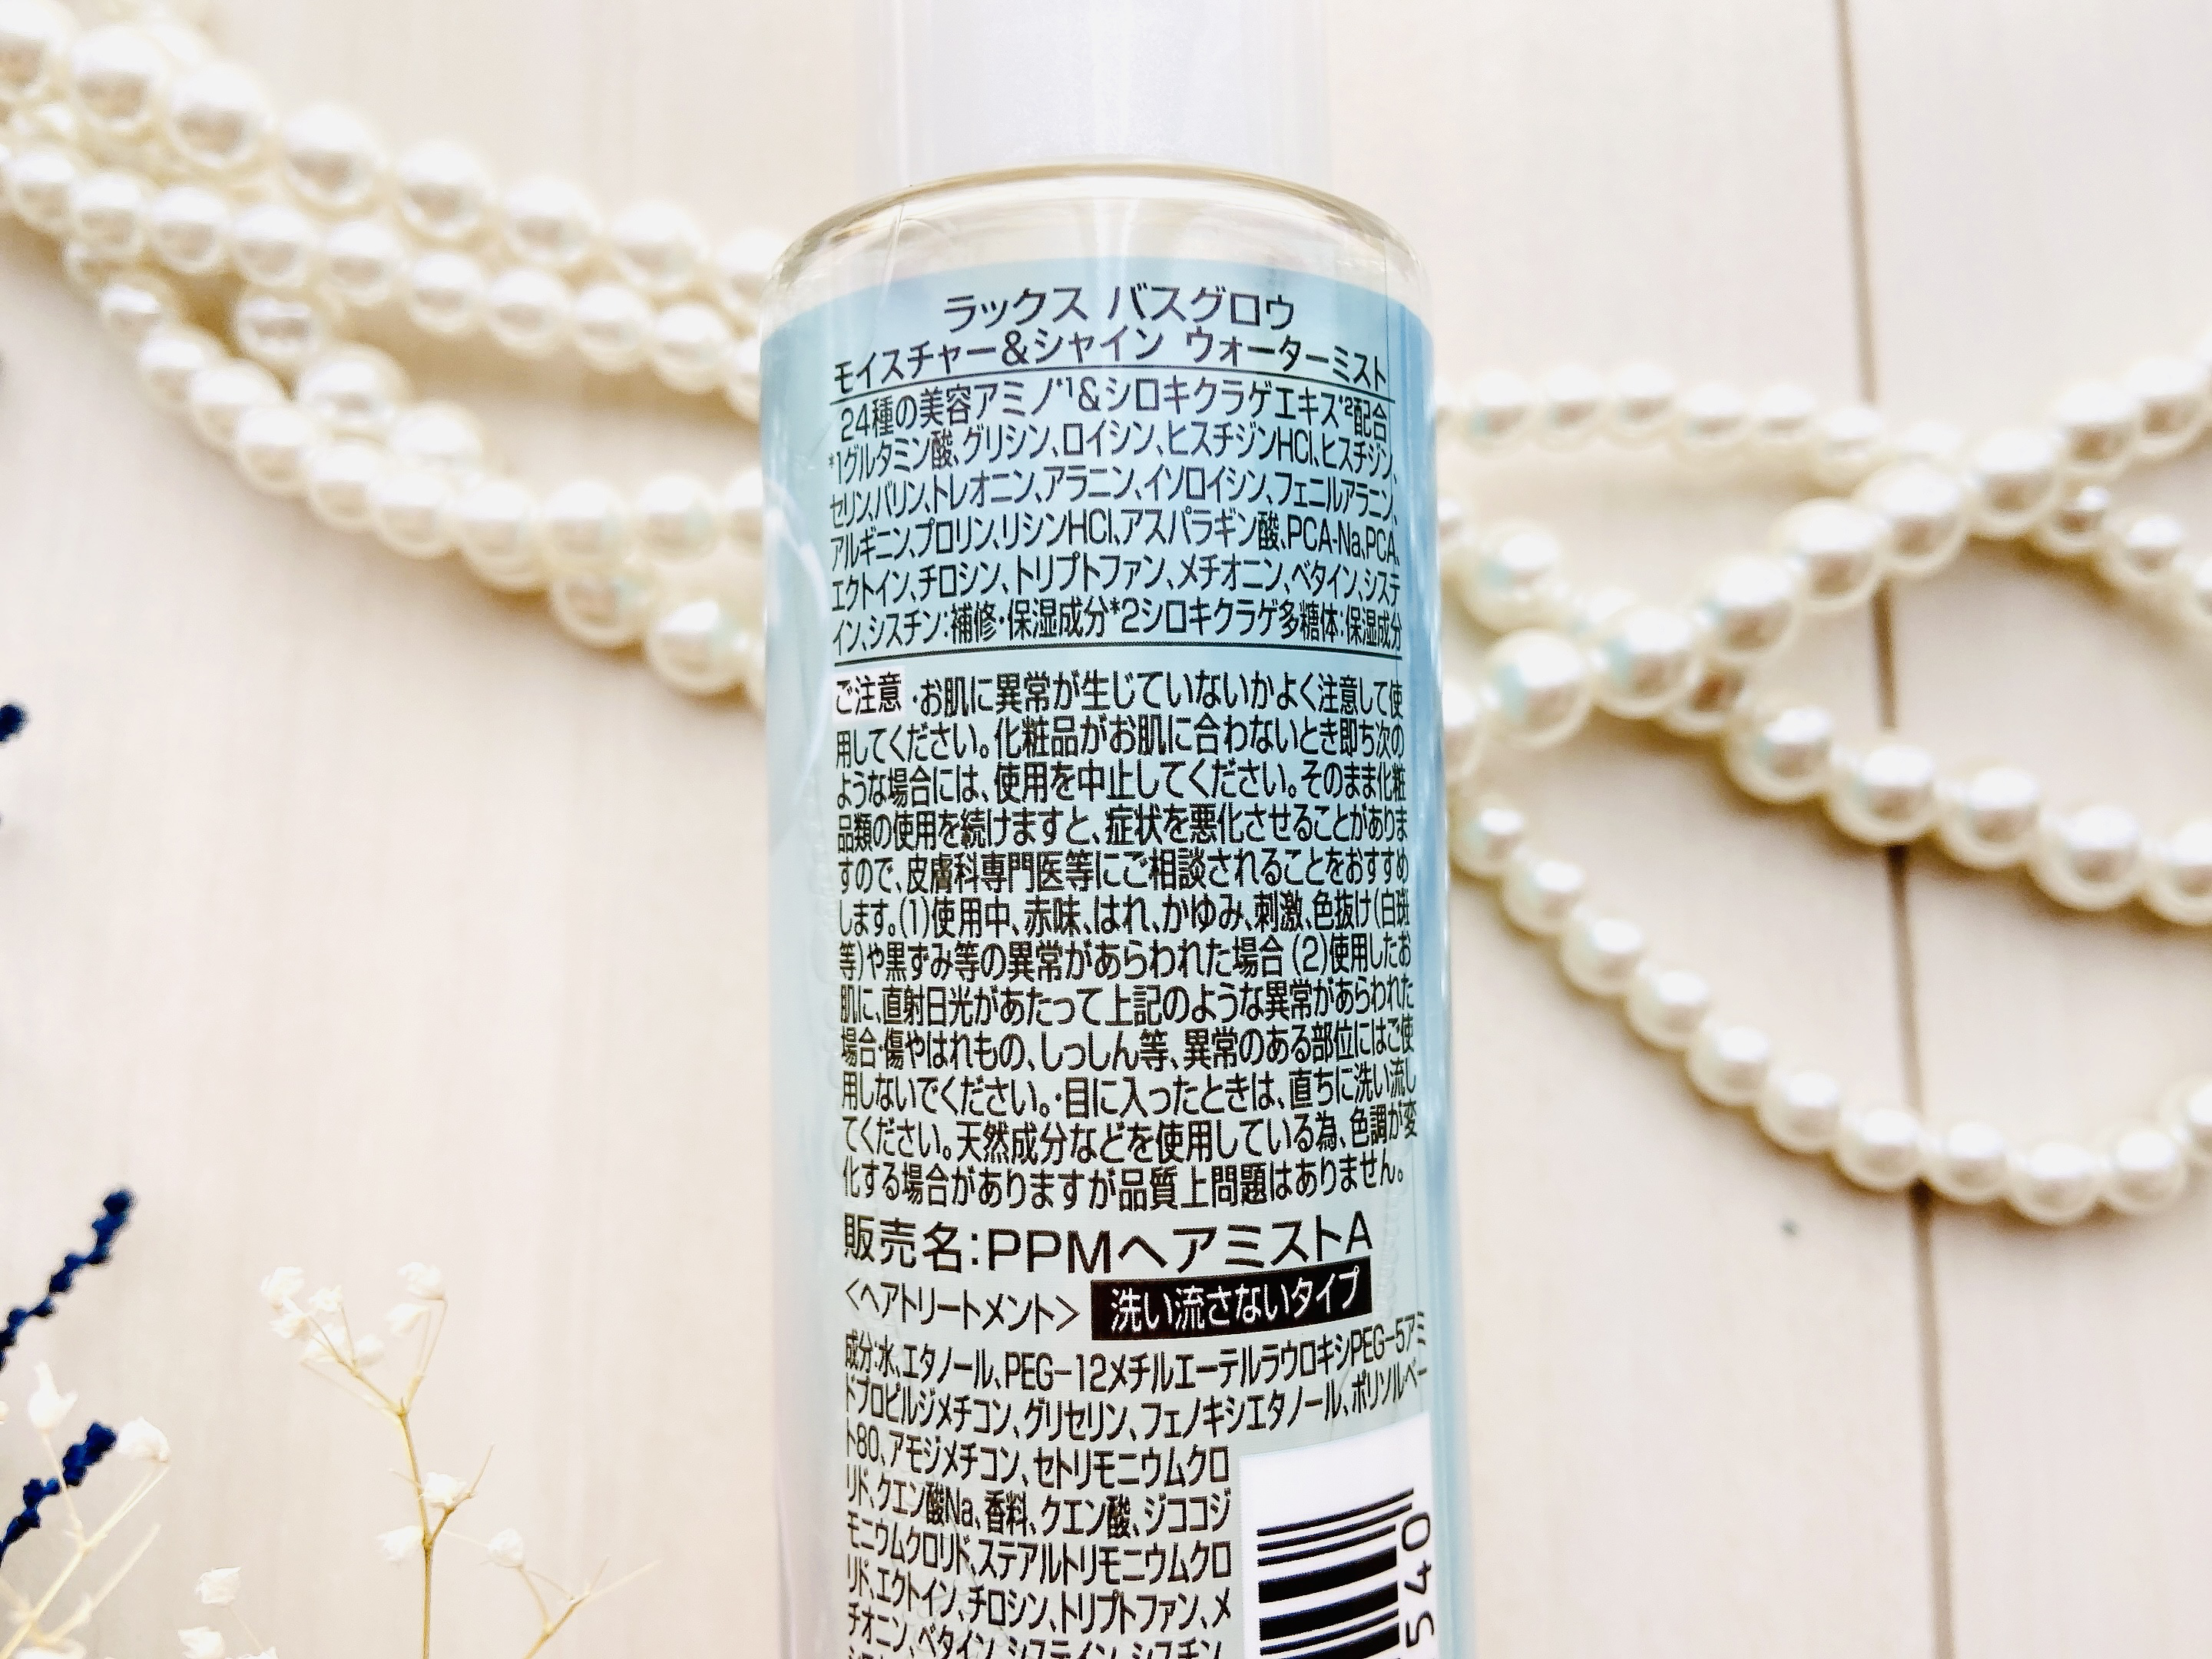 ラックス バスグロウ
モイスチャー&シャイン ウォーターミスト
24種の美容アミノ*1&シロキクラゲエキス*2配合
*1グルタミン酸、グリシン、ロイシン、ヒスチジンHCl、ヒスチジン、
セリン、バリン、トレオニン、アラニン、イソロイシン、フェニルアラニン、
アルギニン、プロリン、リシンHCl、アスパラギン酸、PCA-Na、PCA、
エクトイン、チロシン、トリプトファン、メチオニン、ベタイン、システ
イン、シスチン:補修・保湿成分*2シロキクラゲ多糖体:保湿成分
ご注意 ・お肌に異常が生じていないかよく注意して使
用してください。化粧品がお肌に合わないとき即ち次の
ような場合には、使用を中止してください。そのまま化粧
品類の使用を続けますと、症状を悪化させることがありま
すので、皮膚科専門医等にご相談されることをおすすめ
します。(1)使用中、赤味、はれ、かゆみ、刺激、色抜け(白斑
等)や黒ずみ等の異常があらわれた場合(2)使用したお
肌に、直射日光があたって上記のような異常があらわれた
場合・傷やはれもの、しっしん等、異常のある部位にはご使
用しないでください。・目に入ったときは、直ちに洗い流し
てください。天然成分などを使用している為、色調が変
化する場合がありますが品質上問題はありません。
販売名:PPMヘアミストA
<ヘアトリートメント> 洗い流さないタイプ
成分:水、エタノール、PEG-12メチルエーテルラウロキシPEG-5アミ
ドプロピルジメチコン、グリセリン、フェノキシエタノール、ポリソルベー
ト80、アモジメチコン、セトリモニウムクロ
リド、クエン酸Na、香料、クエン酸、ジココジ
モニウムクロリド、ステアルトリモニウムクロ
リド、エクトイン、チロシン、トリプトファン、メ
チオニン、ベタイン、システイン、シスチン、
540